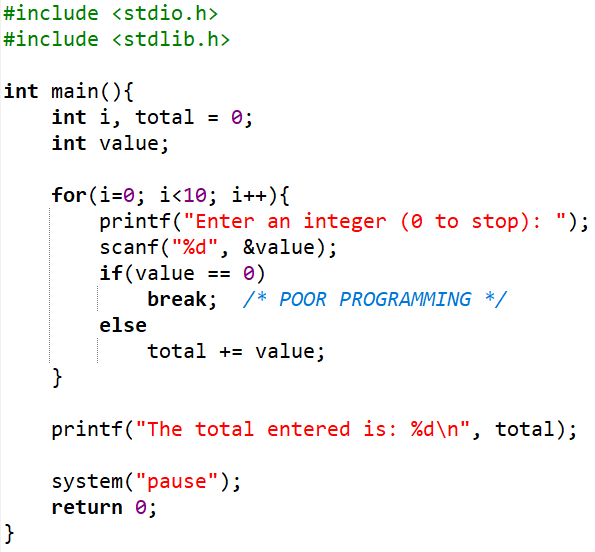 #include <stdio.h>
#include <stdlib.h>

int main(){
    int i, total = 0;
    int value;

    for(i=0; i<10; i++){
        printf("Enter an integer (0 to stop): ");
        scanf("%d", &value);
        if(value == 0)
            break;  /* POOR PROGRAMMING */
        else
            total += value;
    }

    printf("The total entered is: %d\n", total);

    system("pause");
    return 0;
}